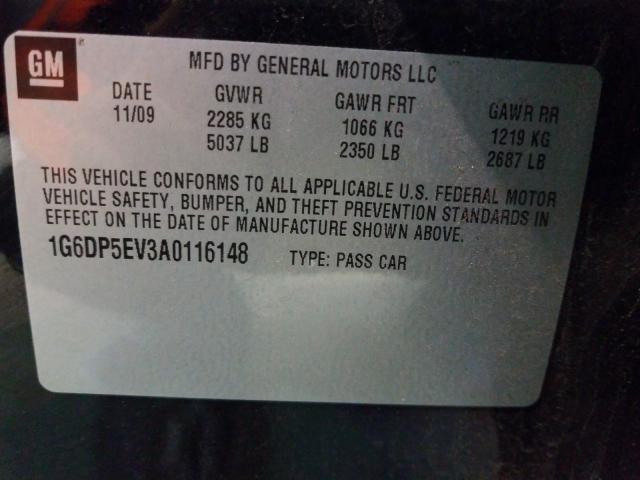 GM
MFD BY GENERAL MOTORS LLC
DATE GVWR GAWR FRT GAWR RR
11/09 2285 KG 1066 KG 1219 KG
5037 LB 2350 LB 2687 LB
THIS VEHICLE CONFORMS TO ALL APPLICABLE U.S. FEDERAL MOTOR
VEHICLE SAFETY, BUMPER, AND THEFT PREVENTION STANDARDS IN
EFFECT ON THE DATE OF MANUFACTURE SHOWN ABOVE.
1G6DP5EV3A0116148 TYPE: PASS CAR